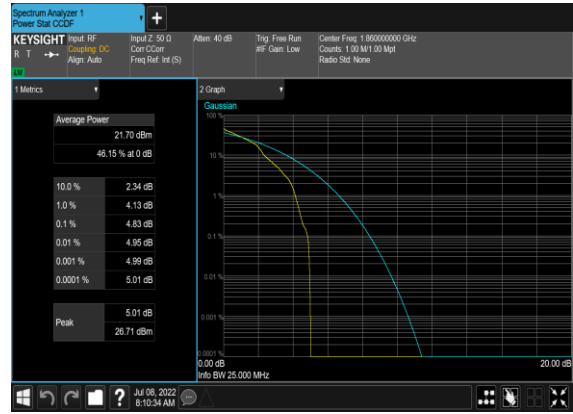 Spectrum Analyzer 1
Power Stat CCDF
KEYSIGHT
R T
LW
Input: RF
Coupling: DC
Align: Auto
Input Z: 50 Ω
Corr CCorr
Freq Ref: Int (S)
Atten: 40 dB
Trig: Free Run
#IF Gain: Low
Center Freq: 1.860000000 GHz
Counts: 1.00 M/1.00 Mpt
Radio Std: None
1 Metrics
Average Power
21.70 dBm
46.15 % at 0 dB
10.0 % 2.34 dB
1.0 % 4.13 dB
0.1 % 4.83 dB
0.01 % 4.95 dB
0.001 % 4.99 dB
0.0001 % 5.01 dB
Peak
5.01 dB
26.71 dBm
2 Graph
Gaussian
100 %
10 %
1 %
0.1 %
0.01 %
0.001 %
0.0001 %
0.00 dB
20.00 dB
Info BW 25.000 MHz
Jul 08, 2022
8:10:34 AM